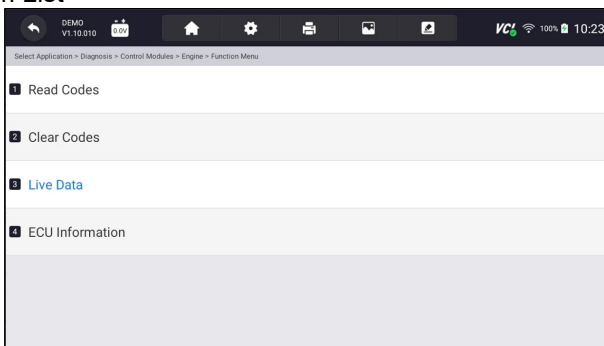 DEMO
V1.10.010
0.0V
VCI
100%
10:23
Select Application > Diagnosis > Control Modules > Engine > Function Menu
1 Read Codes
2 Clear Codes
3 Live Data
4 ECU Information